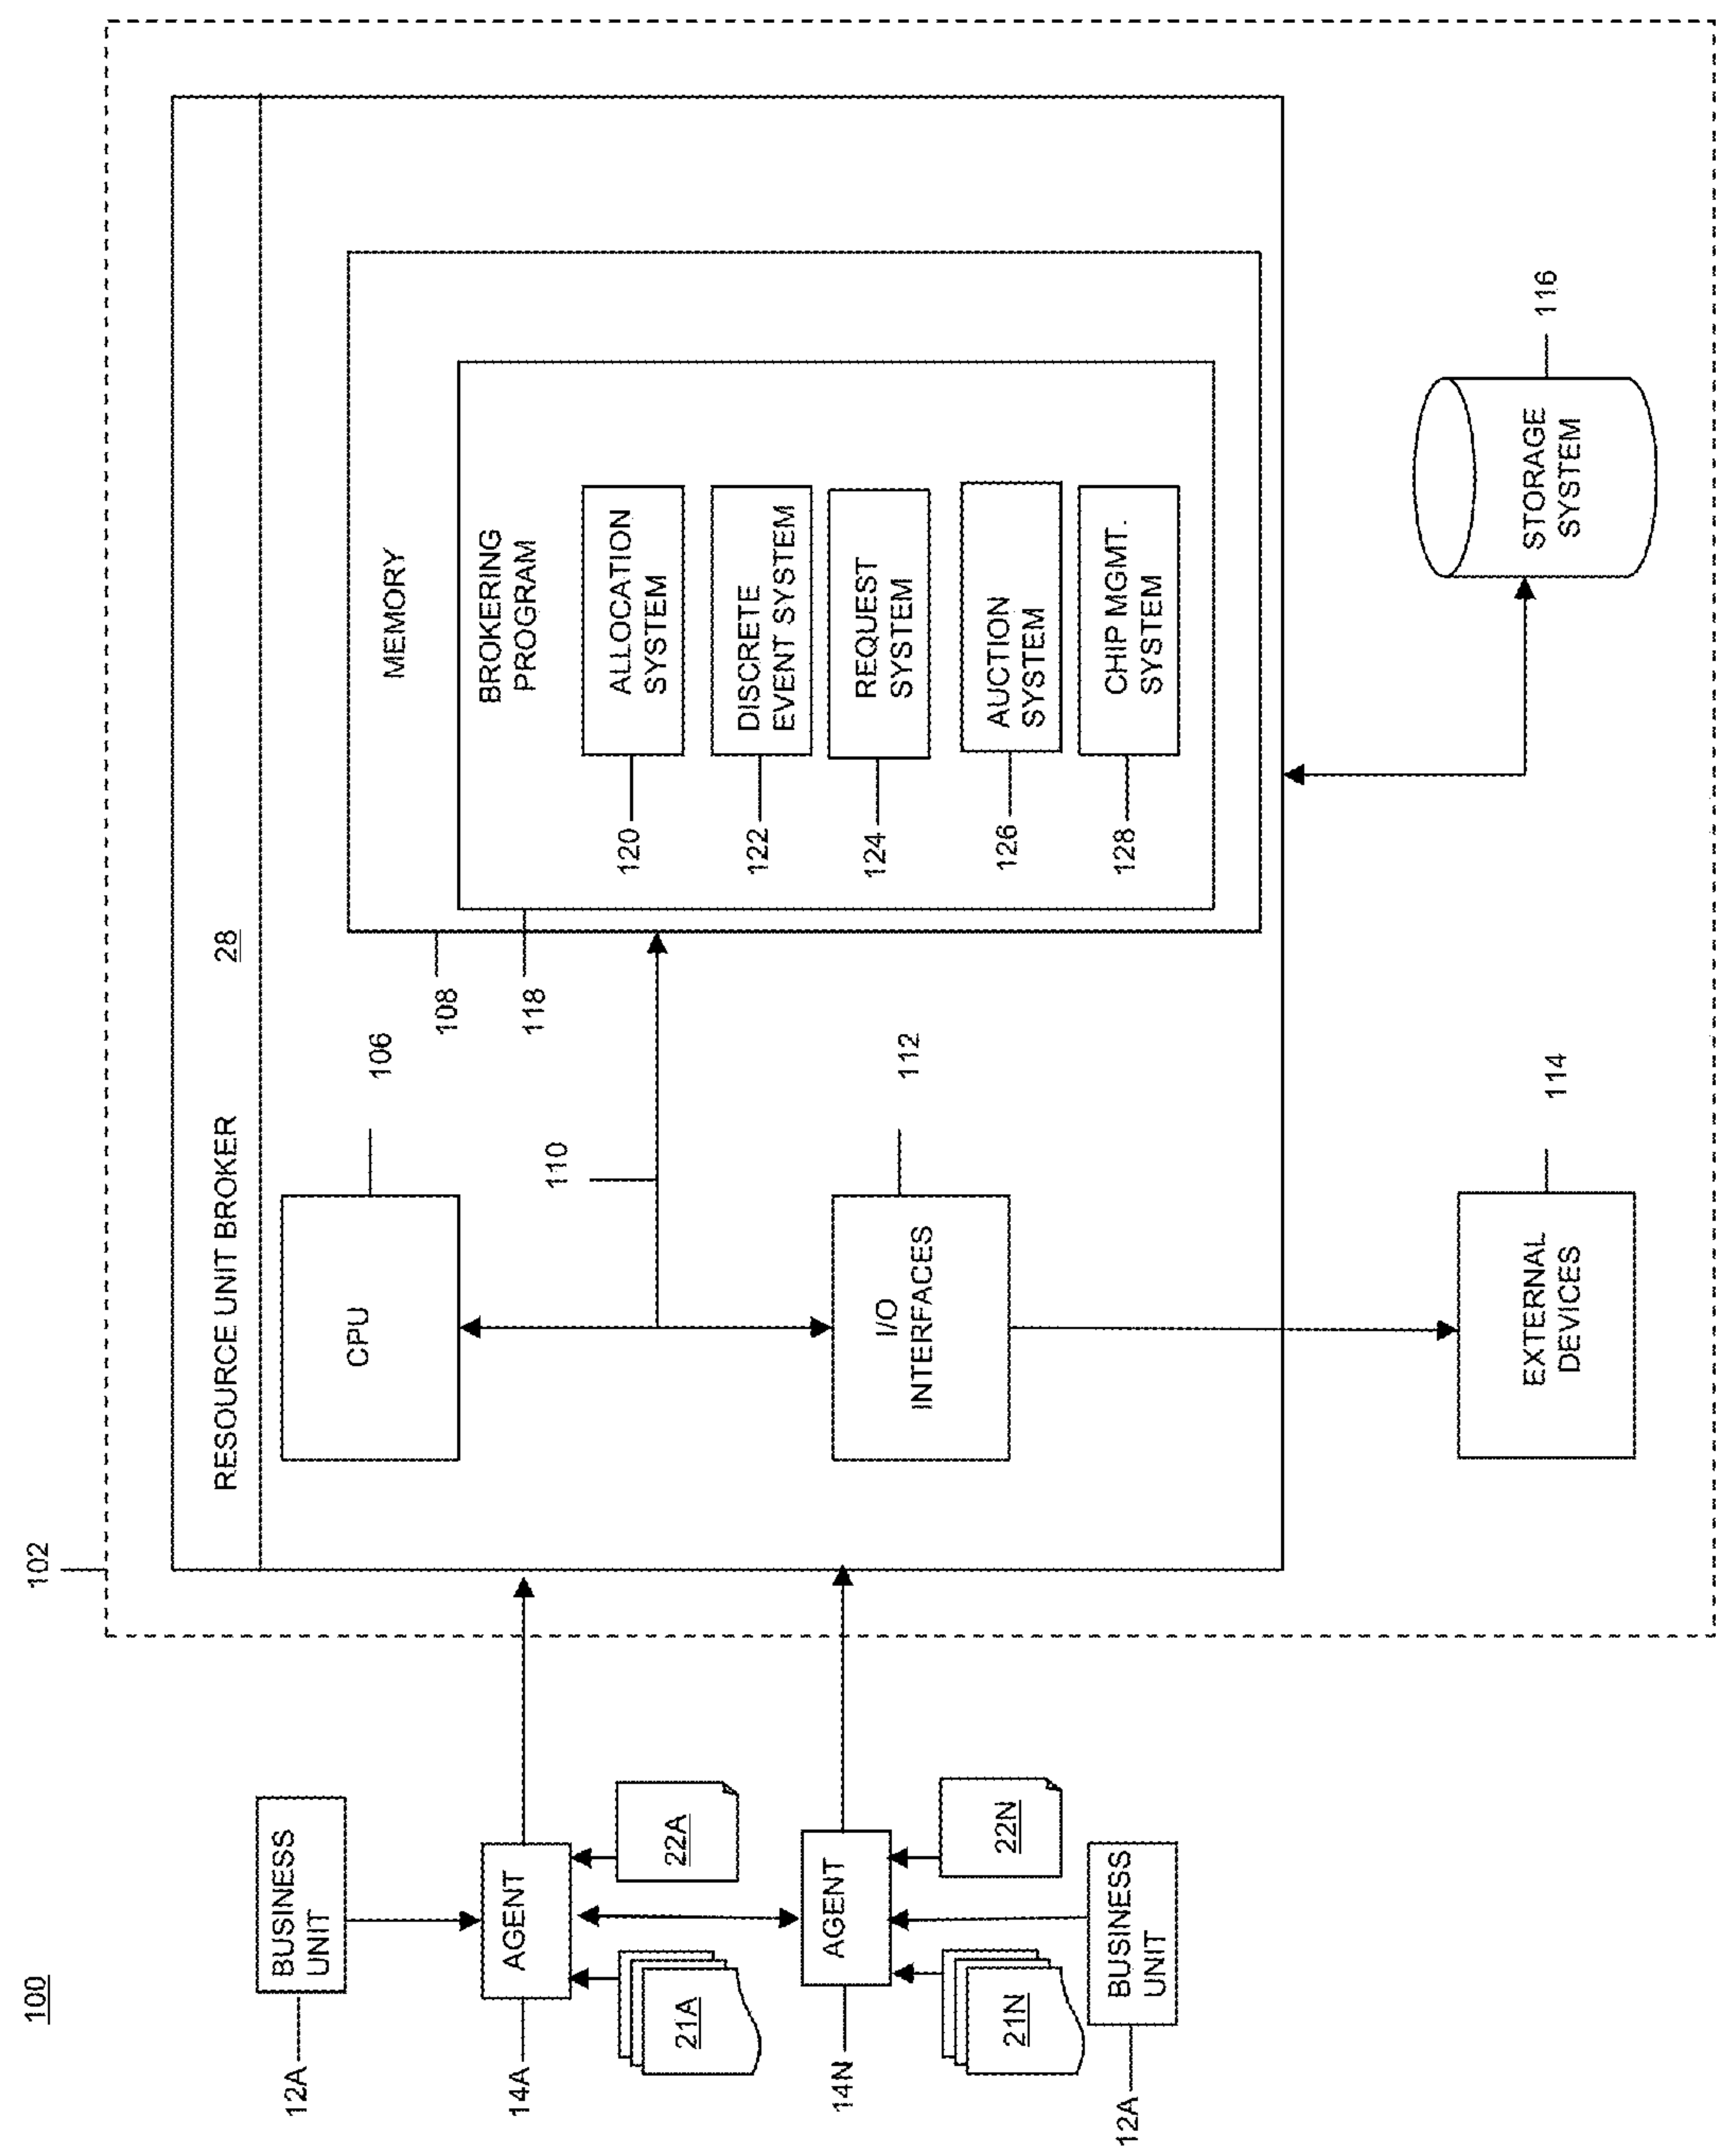 100
102
RESOURCE UNIT BROKER
28
12A
BUSINESS
UNIT
14A
AGENT
22A
21A
14N
AGENT
22N
21N
12A
BUSINESS
UNIT
CPU
106
110
I/O
INTERFACES
112
108
118
MEMORY
BROKERING
PROGRAM
120
ALLOCATION
SYSTEM
122
DISCRETE
EVENT SYSTEM
124
REQUEST
SYSTEM
126
AUCTION
SYSTEM
128
CHIP MGMT.
SYSTEM
EXTERNAL
DEVICES
114
STORAGE
SYSTEM
116